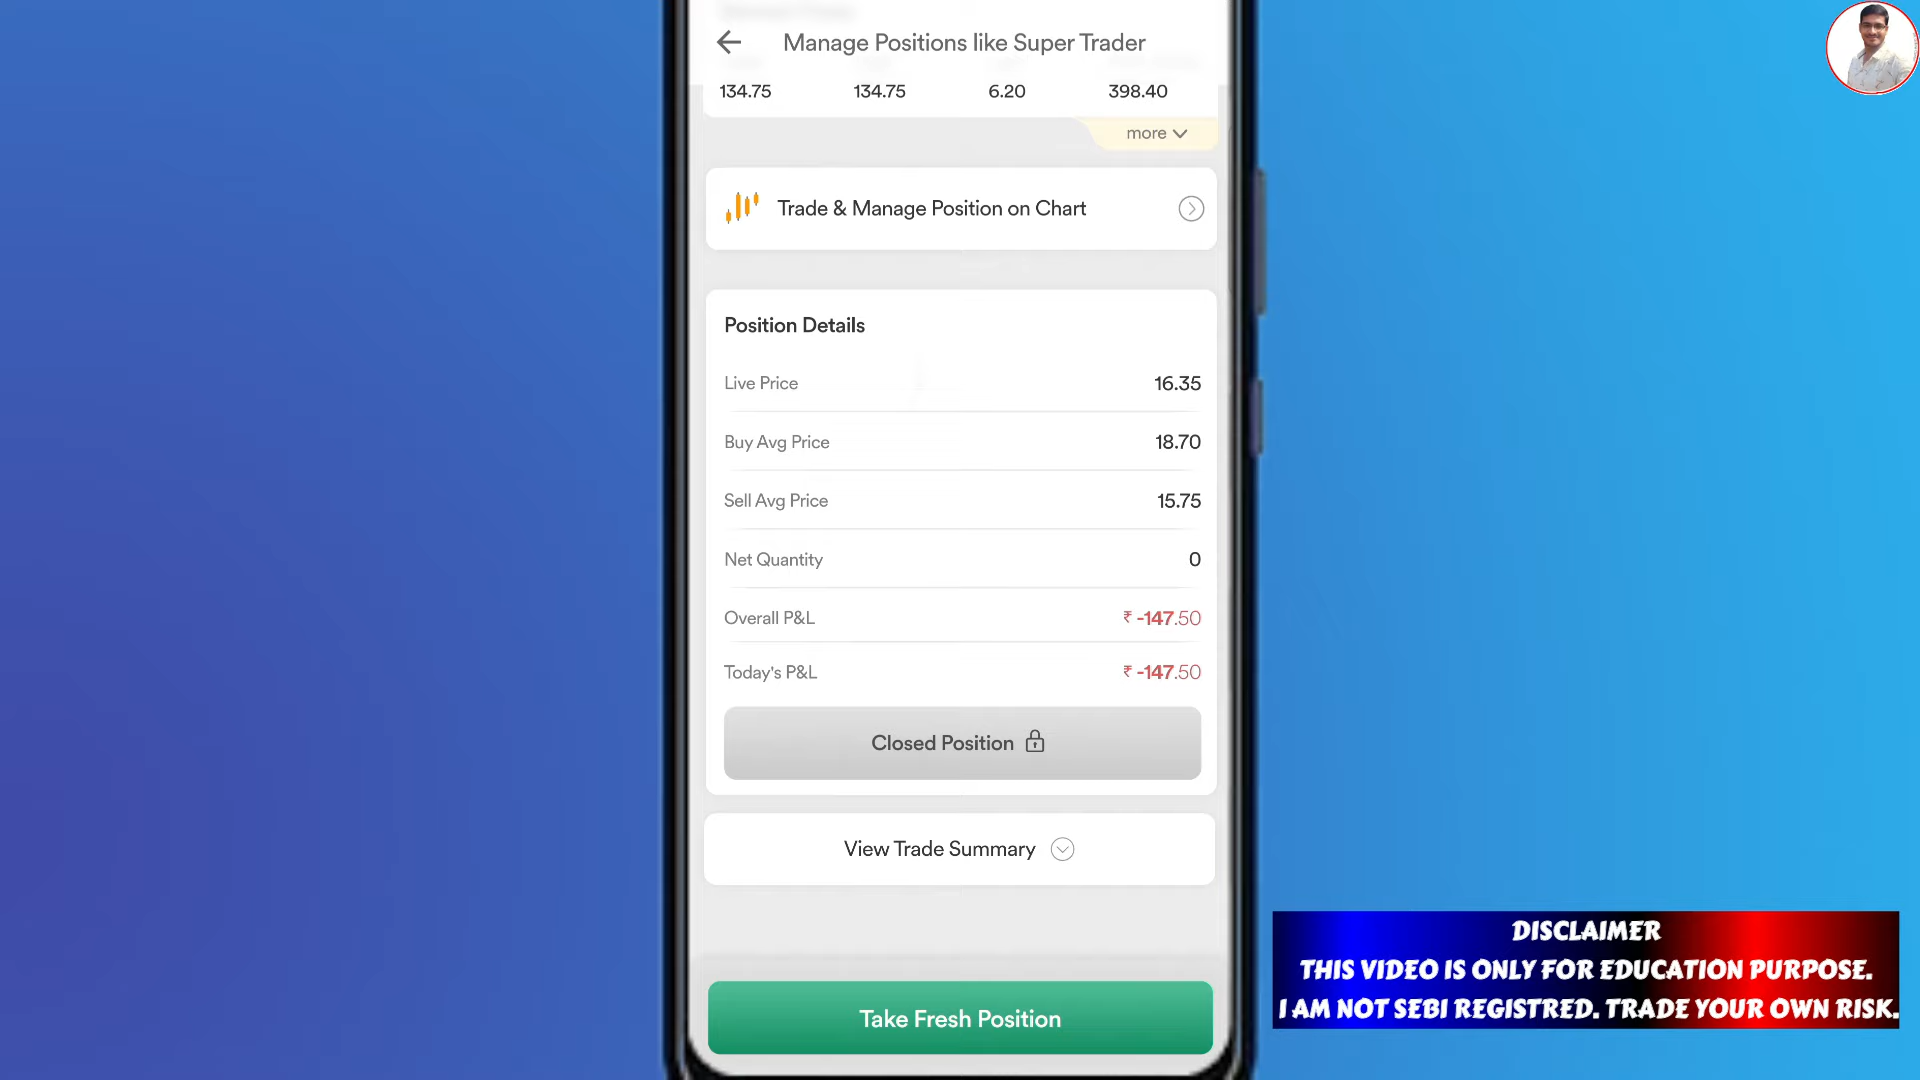 Manage Positions like Super Trader
134.75 134.75 6.20 398.40
more
Trade & Manage Position on Chart
Position Details
Live Price 16.35
Buy Avg Price 18.70
Sell Avg Price 15.75
Net Quantity 0
Overall P&L ₹ -147.50
Today's P&L ₹ -147.50
Closed Position
View Trade Summary
Take Fresh Position
DISCLAIMER
THIS VIDEO IS ONLY FOR EDUCATION PURPOSE.
I AM NOT SEBI REGISTRED. TRADE YOUR OWN RISK.